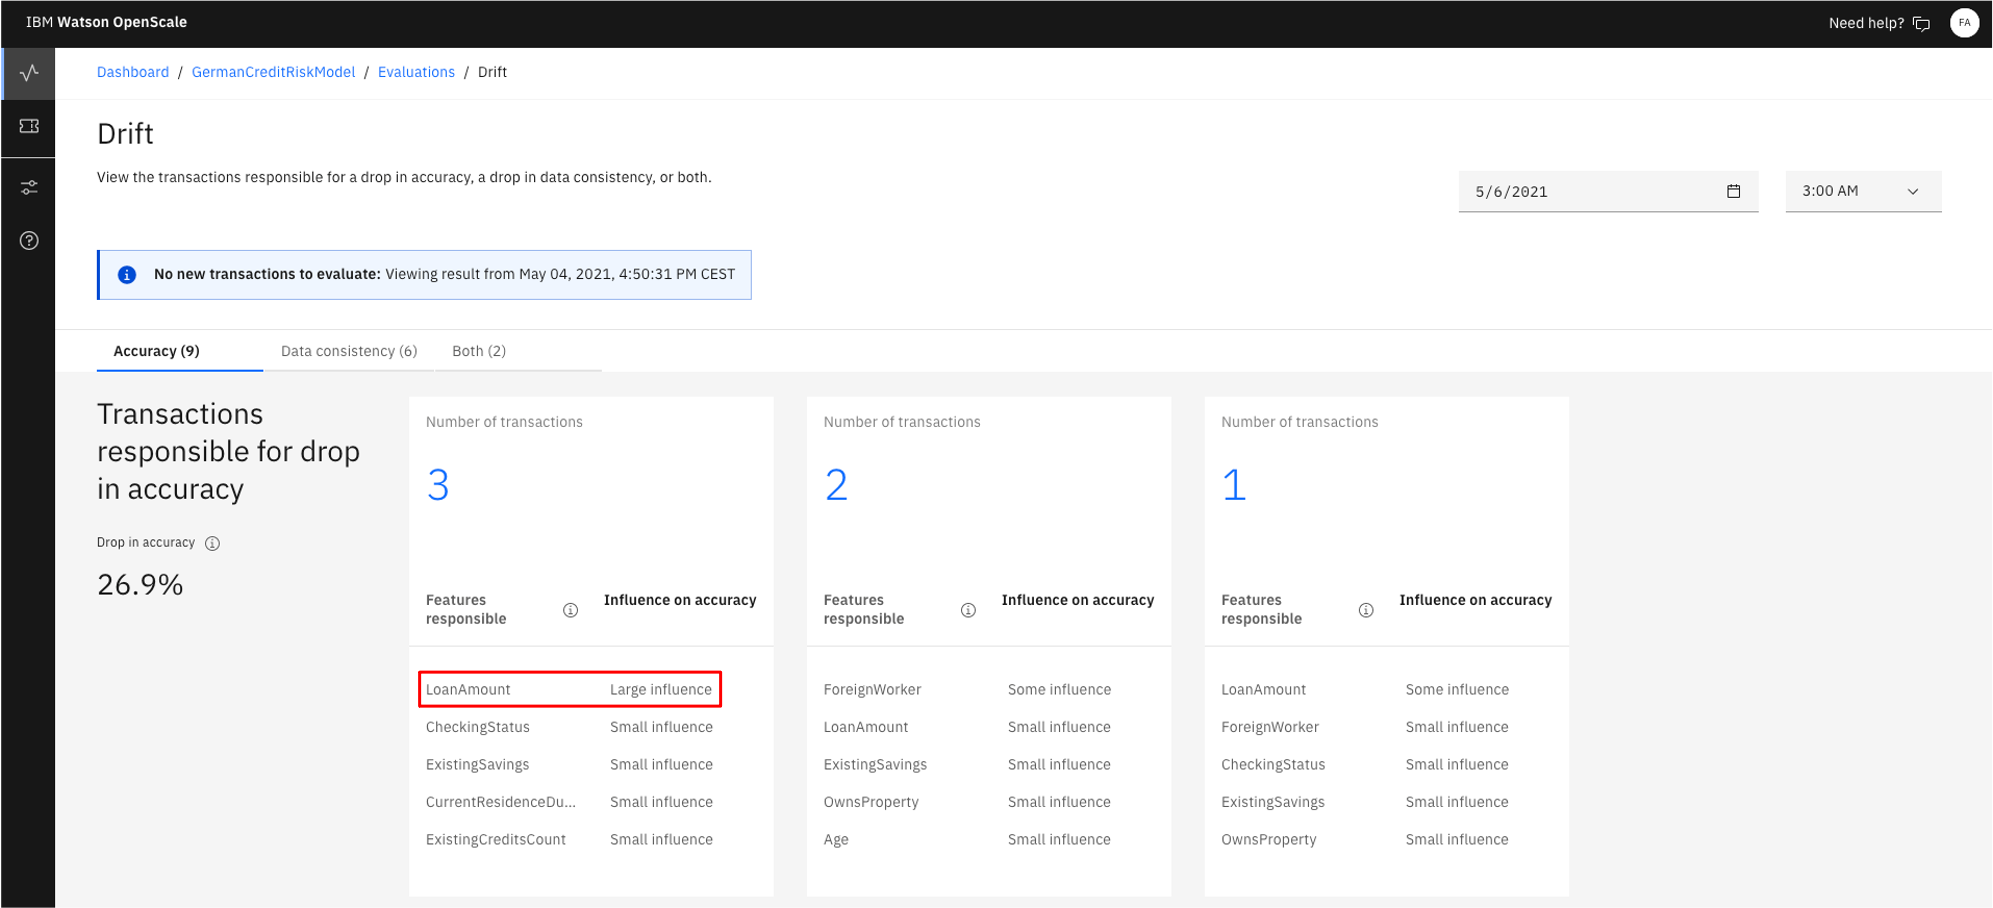 IBM Watson OpenScale
Need help?
FA
Dashboard / GermanCreditRiskModel / Evaluations / Drift
Drift
View the transactions responsible for a drop in accuracy, a drop in data consistency, or both.
5/6/2021
3:00 AM
No new transactions to evaluate: Viewing result from May 04, 2021, 4:50:31 PM CEST
Accuracy (9)
Data consistency (6)
Both (2)
Transactions
responsible for drop
in accuracy
Drop in accuracy
26.9%
Number of transactions
3
Features
responsible
Influence on accuracy
LoanAmount Large influence
CheckingStatus Small influence
ExistingSavings Small influence
CurrentResidenceDu... Small influence
ExistingCreditsCount Small influence
Number of transactions
2
Features
responsible
Influence on accuracy
ForeignWorker Some influence
LoanAmount Small influence
ExistingSavings Small influence
OwnsProperty Small influence
Age Small influence
Number of transactions
1
Features
responsible
Influence on accuracy
LoanAmount Some influence
ForeignWorker Small influence
CheckingStatus Small influence
ExistingSavings Small influence
OwnsProperty Small influence